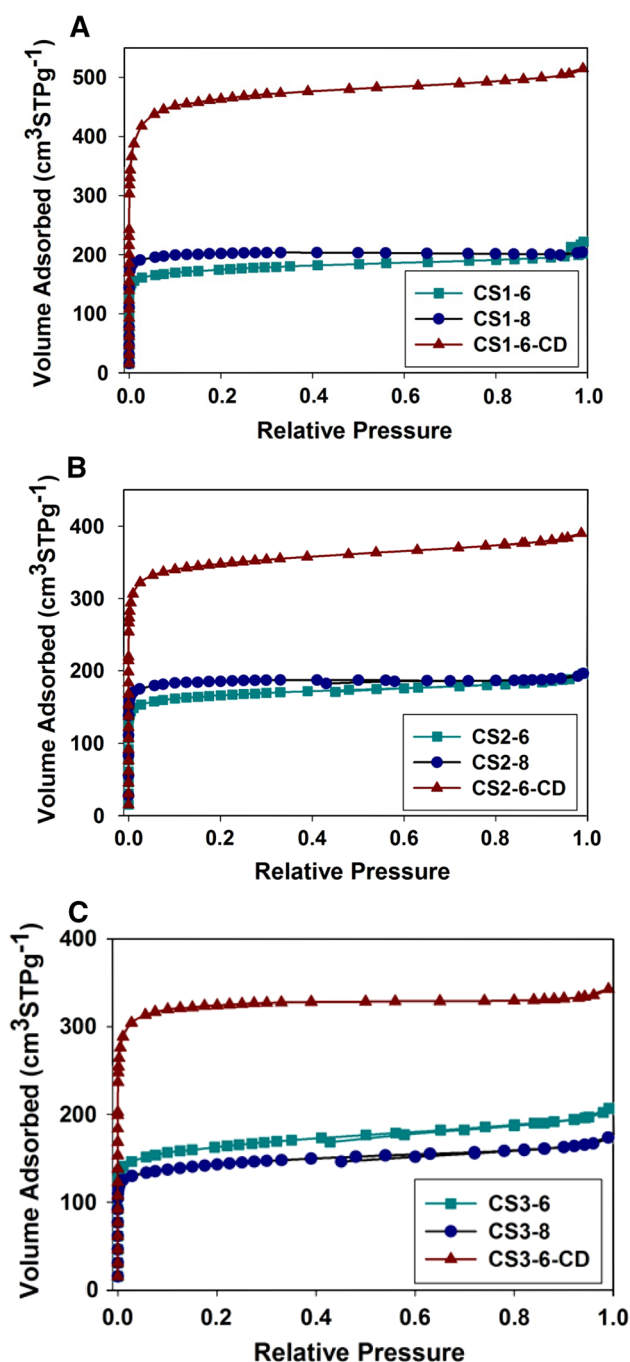 A
Volume Adsorbed (cm³STPg⁻¹)
500
400
300
200
100
0
CS1-6
CS1-8
CS1-6-CD
0.0 0.2 0.4 0.6 0.8 1.0
Relative Pressure
B
Volume Adsorbed (cm³STPg⁻¹)
400
300
200
100
0
CS2-6
CS2-8
CS2-6-CD
0.0 0.2 0.4 0.6 0.8 1.0
Relative Pressure
C
Volume Adsorbed (cm³STPg⁻¹)
400
300
200
100
0
CS3-6
CS3-8
CS3-6-CD
0.0 0.2 0.4 0.6 0.8 1.0
Relative Pressure